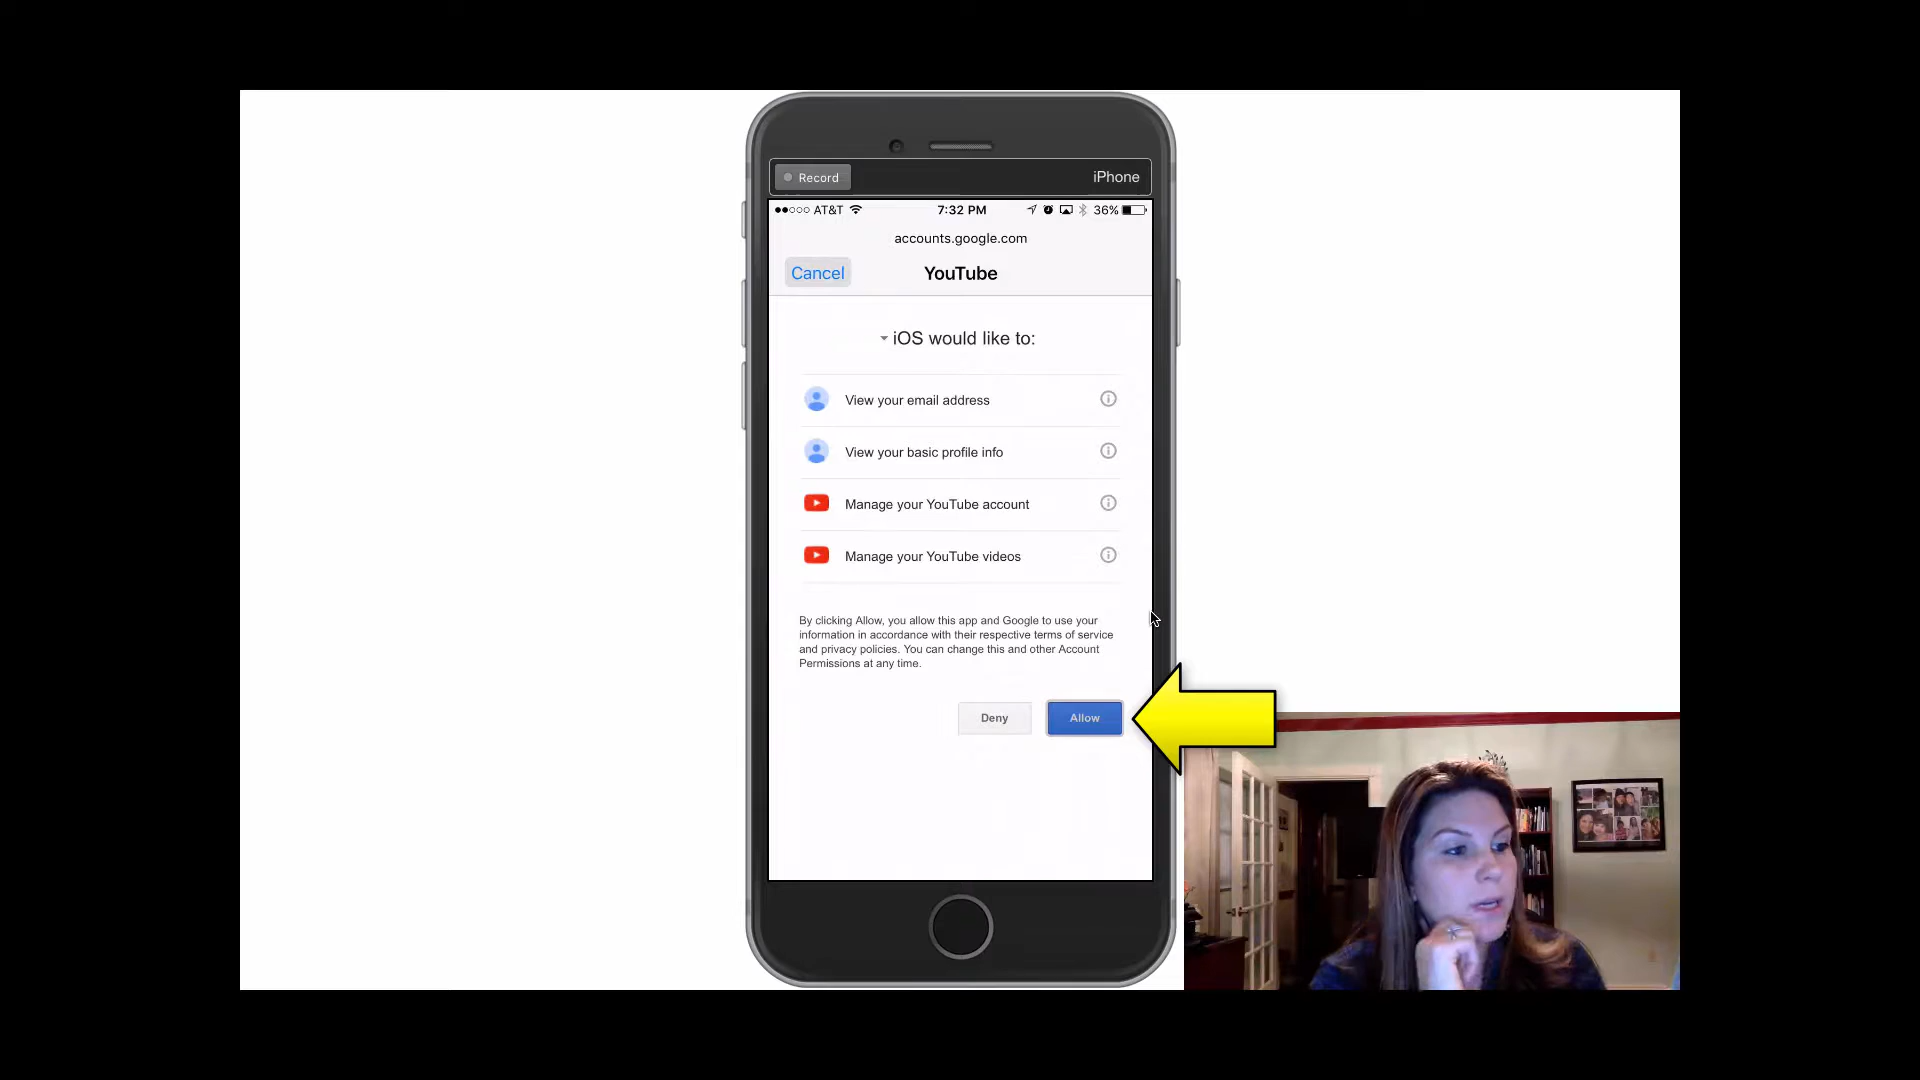 Record
iPhone
AT&T
7:32 PM
36%
accounts.google.com
Cancel
YouTube
iOS would like to:
View your email address
View your basic profile info
Manage your YouTube account
Manage your YouTube videos
By clicking Allow, you allow this app and Google to use your
information in accordance with their respective terms of service
and privacy policies. You can change this and other Account
Permissions at any time.
Deny
Allow